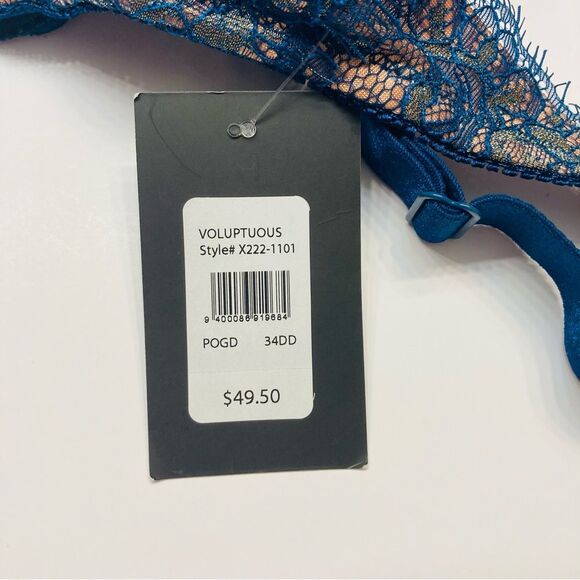 VOLUPTUOUS
Style# X222-1101
9 400086 919684
POGD 34DD
$49.50